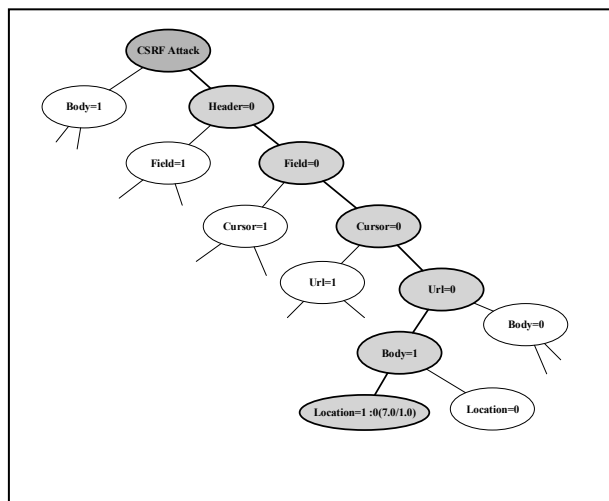 CSRF Attack
Body=1
Header=0
Field=1
Field=0
Cursor=1
Cursor=0
Url=1
Url=0
Body=0
Body=1
Location=1 :0(7.0/1.0)
Location=0